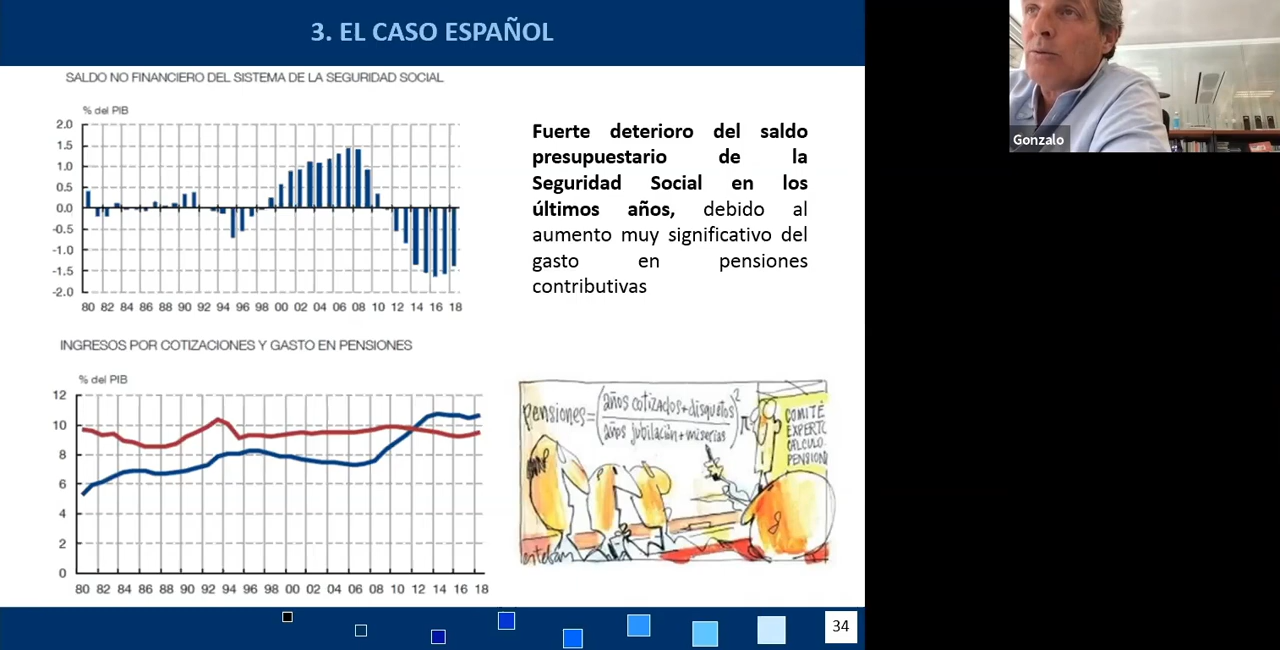 3. EL CASO ESPAÑOL
SALDO NO FINANCIERO DEL SISTEMA DE LA SEGURIDAD SOCIAL
% del PIB
2.0
1.5
1.0
0.5
0.0
-0.5
-1.0
-1.5
-2.0
80 82 84 86 88 90 92 94 96 98 00 02 04 06 08 10 12 14 16 18
Fuerte deterioro del saldo
presupuestario de la
Seguridad Social en los
últimos años, debido al
aumento muy significativo del
gasto en pensiones
contributivas
INGRESOS POR COTIZACIONES Y GASTO EN PENSIONES
% del PIB
12
10
8
6
4
2
0
80 82 84 86 88 90 92 94 96 98 00 02 04 06 08 10 12 14 16 18
pensiones=(años cotizados+disgustos)²
(años jubilación+miserias)
COMITÉ
EXPERTO
CALCULO
PENSION
esteban
34
Gonzalo